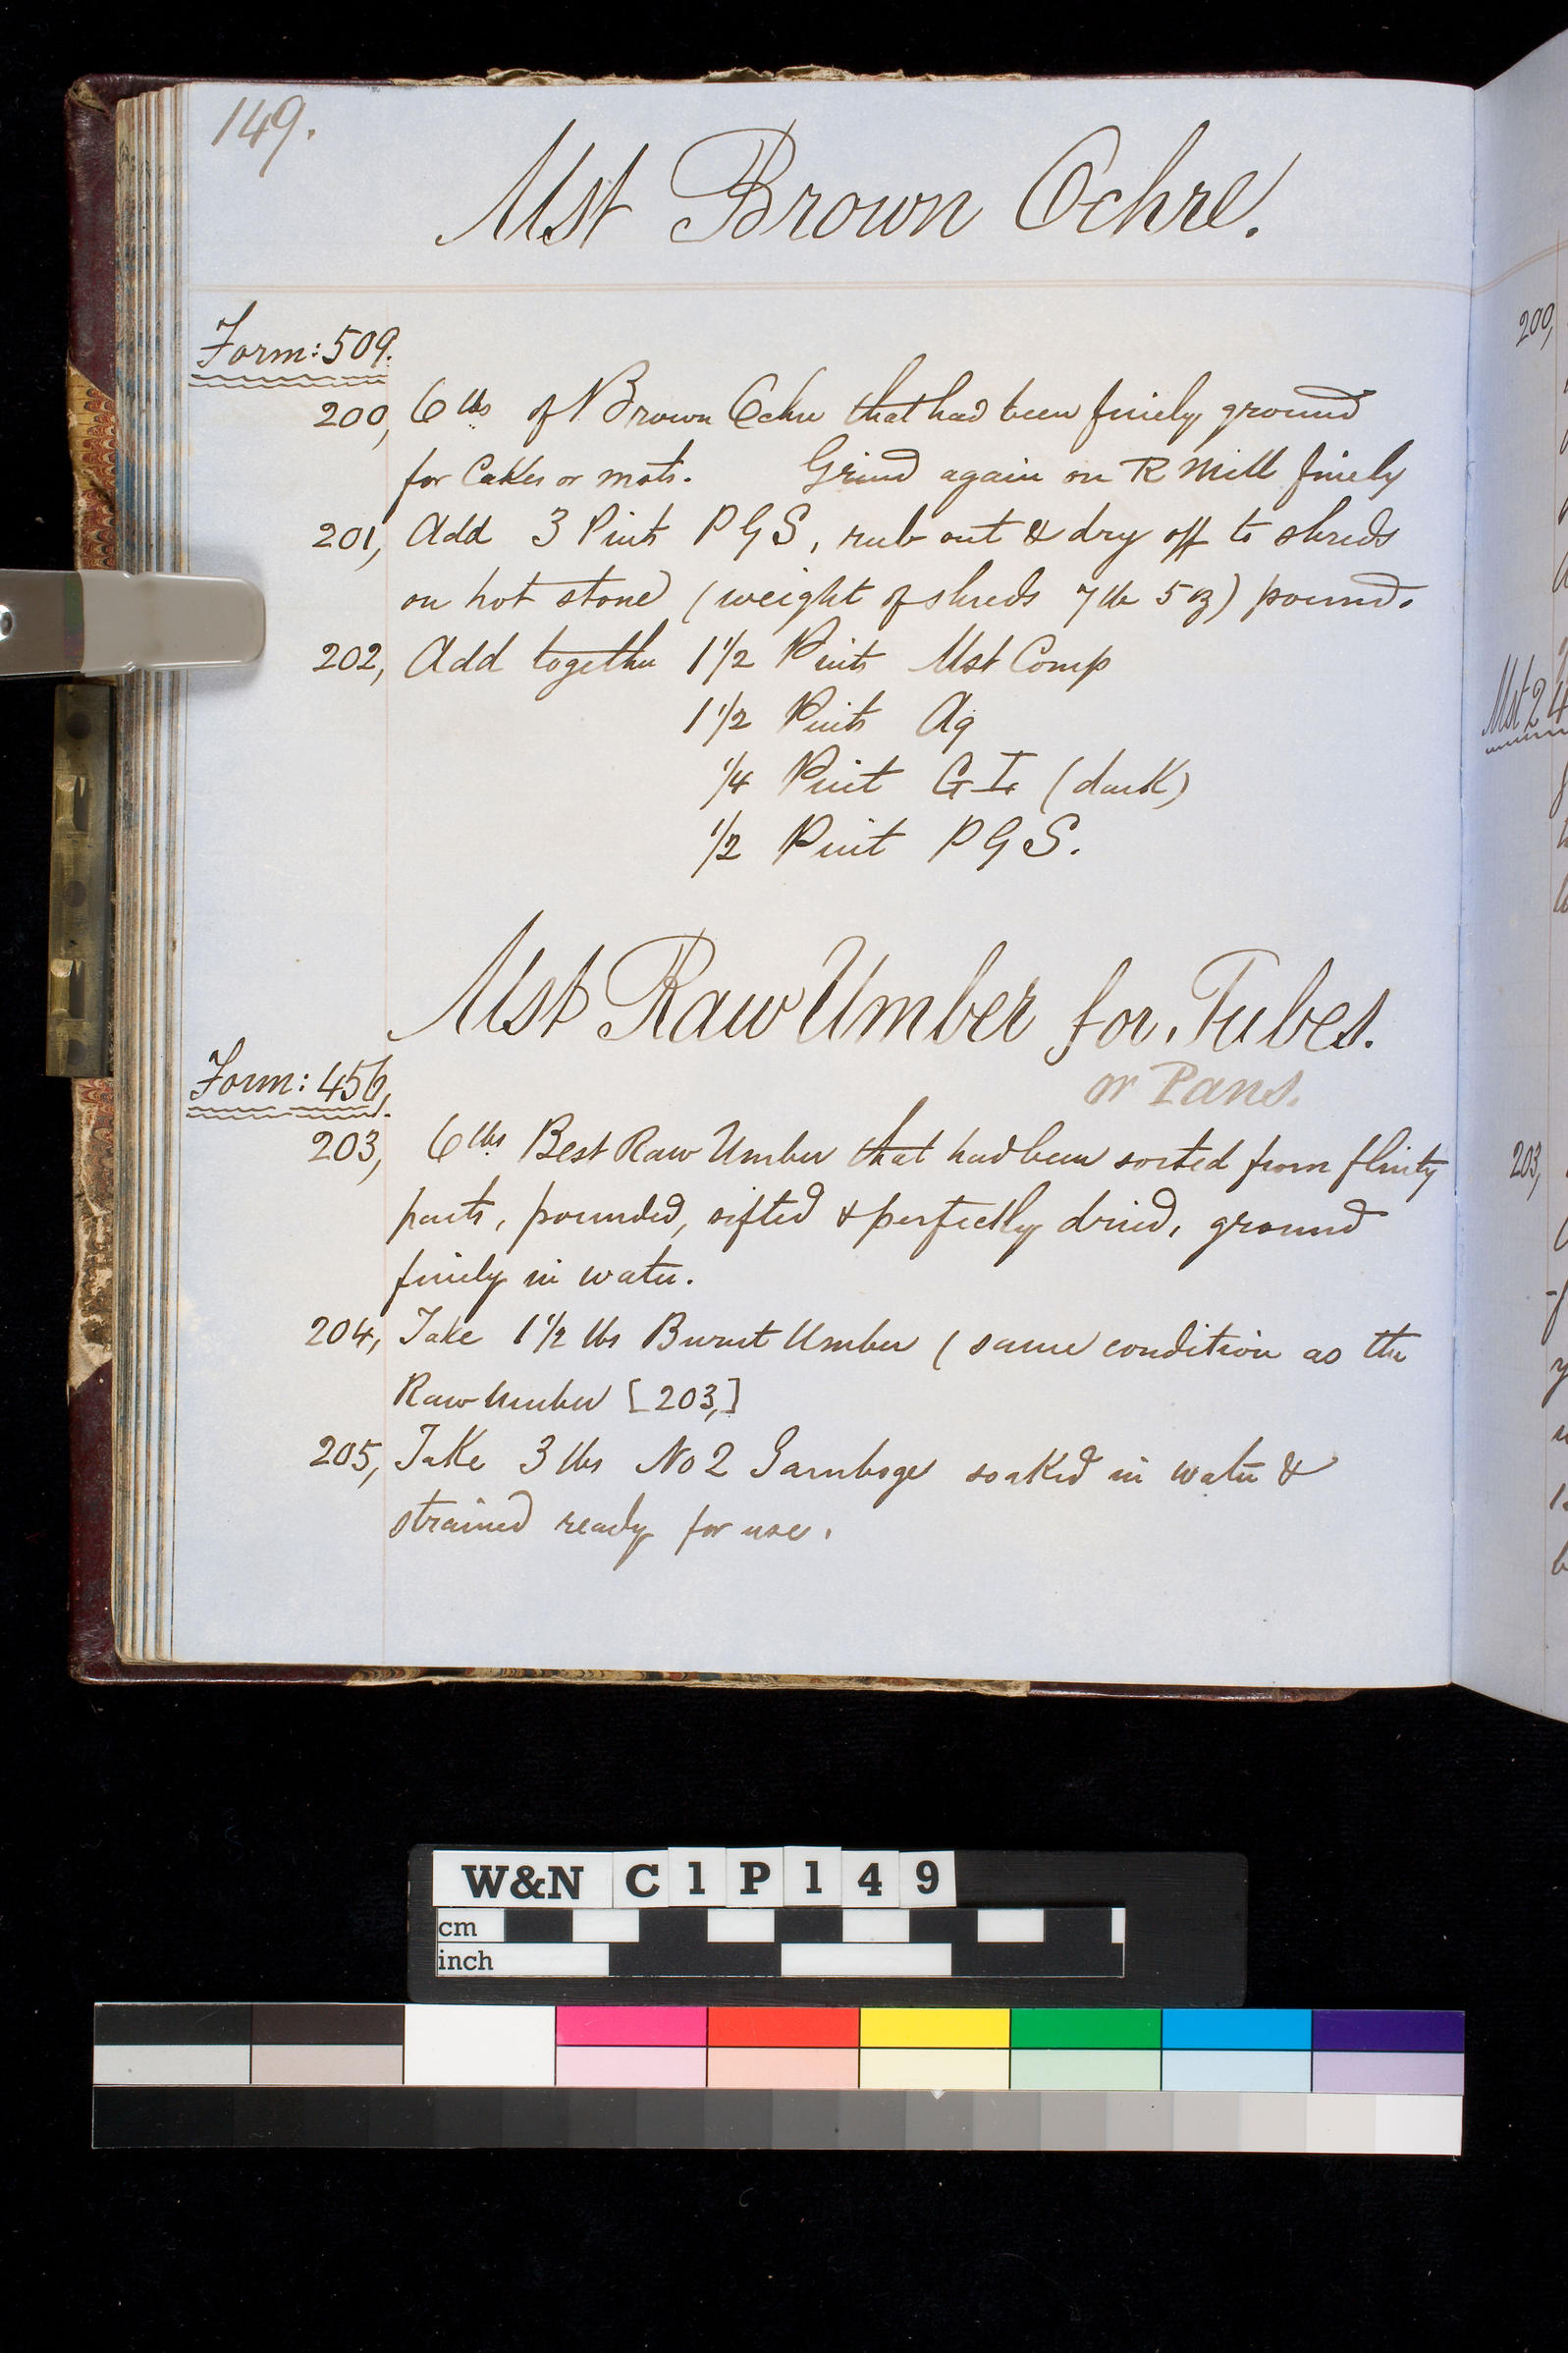 149.
Mst Brown Ochre.
Form: 509.
200, 6 lbs of Brown Ochre that had been finely ground
for Cakes or msts. Grind again on R Mill finely
201, Add 3 Pints P G S, rub out & dry off to shreds
on hot stone (weight of shreds 7 lb 5 oz) pound.
202, Add together 1 1/2 Pints Mst Comp
1 1/2 Pints Aq
1/4 Pint G I (dark)
1/2 Pint P G S.
Mst Raw Umber for Tubes.
or Pans.
Form: 456,
203, 6 lbs Best Raw Umber that had been sorted from flinty
parts, pounded, sifted & perfectly dried, ground
finely in water.
204, Take 1 1/2 lbs Burnt Umber (same condition as the
Raw Umber [203,]
205, Take 3 lbs No 2 Gamboge soaked in water &
strained ready for use.
200,
Mst 2 4
203,
W&N C1P149
cm
inch